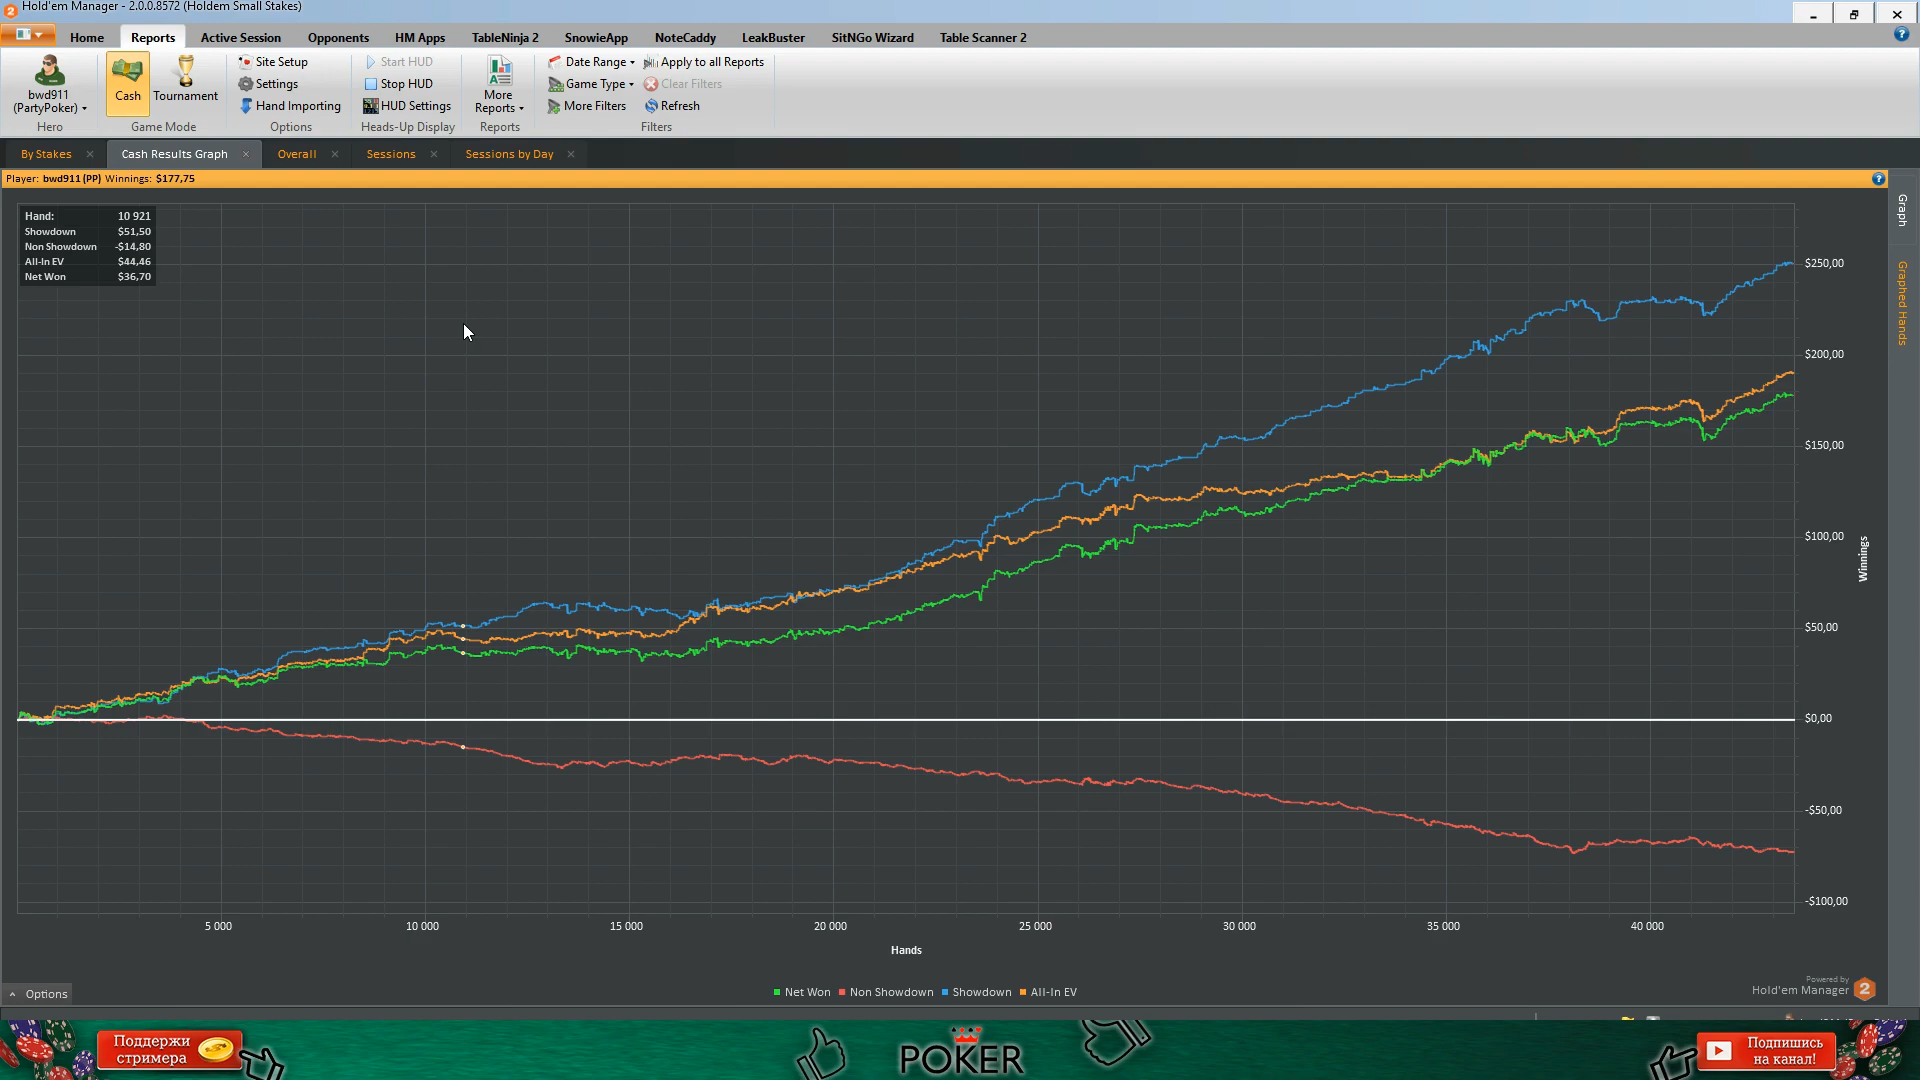 Hold'em Manager - 2.0.0.8572 (Holdem Small Stakes)
Home Reports Active Session Opponents HM Apps TableNinja 2 SnowieApp NoteCaddy LeakBuster SitNGo Wizard Table Scanner 2
bwd911
(PartyPoker)
Hero
Cash
Tournament
Game Mode
Site Setup
Settings
Hand Importing
Options
Start HUD
Stop HUD
HUD Settings
Heads-Up Display
More
Reports
Reports
Date Range
Game Type
More Filters
Apply to all Reports
Clear Filters
Refresh
Filters
By Stakes Cash Results Graph Overall Sessions Sessions by Day
Player: bwd911(PP) Winnings: $177,75
Hand: 10 921
Showdown $51,50
Non Showdown -$14,80
All-In EV $44,46
Net Won $36,70
Graph
Graphed Hands
$250,00
$200,00
$150,00
$100,00
$50,00
$0,00
-$50,00
-$100,00
Winnings
5 000 10 000 15 000 20 000 25 000 30 000 35 000 40 000
Hands
Net Won Non Showdown Showdown All-In EV
Options
Powered by
Hold'em Manager 2
Поддержи
стримера
POKER
Подпишись
на канал!